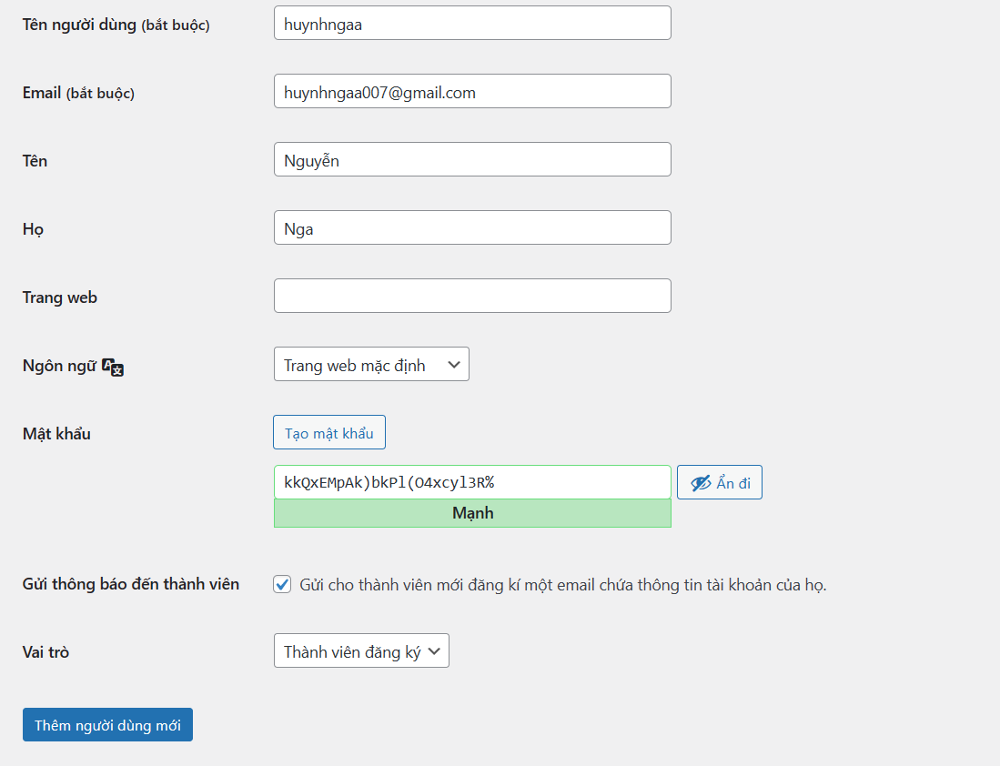 Tên người dùng (bắt buộc) huynhngaa
Email (bắt buộc) huynhngaa007@gmail.com
Tên Nguyễn
Họ Nga
Trang web
Ngôn ngữ Trang web mặc định
Mật khẩu Tạo mật khẩu
kkQxEMpAk)bkPl(O4xcyl3R% Ẩn đi
Mạnh
Gửi thông báo đến thành viên Gửi cho thành viên mới đăng kí một email chứa thông tin tài khoản của họ.
Vai trò Thành viên đăng ký
Thêm người dùng mới